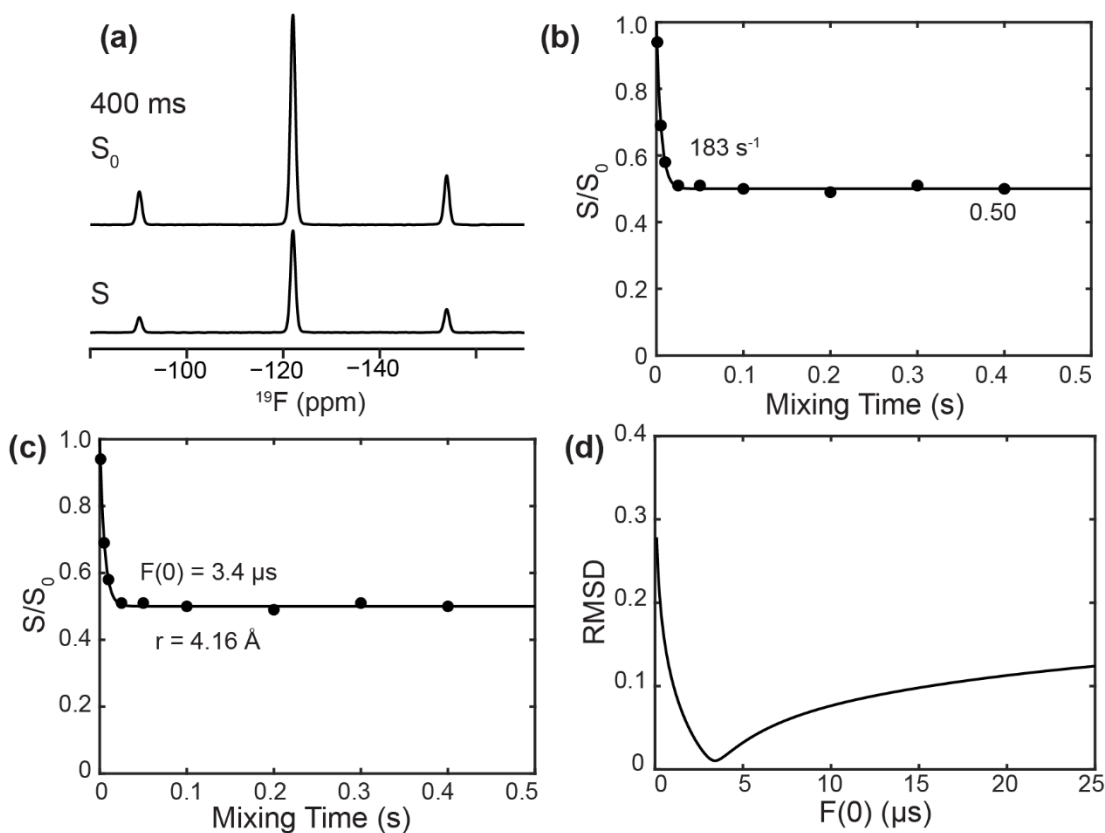 (a)
400 ms
S0
S
−100
−120
−140
19F (ppm)
(b)
1.0
0.8
0.6
0.4
0.2
0
S/S0
183 s-1
0.50
0
0.1
0.2
0.3
0.4
0.5
Mixing Time (s)
(c)
1.0
0.8
0.6
0.4
0.2
0
S/S0
F(0) = 3.4 µs
r = 4.16 Å
0
0.1
0.2
0.3
0.4
0.5
Mixing Time (s)
(d)
0.4
0.3
0.2
0.1
0
RMSD
0
5
10
15
20
25
F(0) (µs)